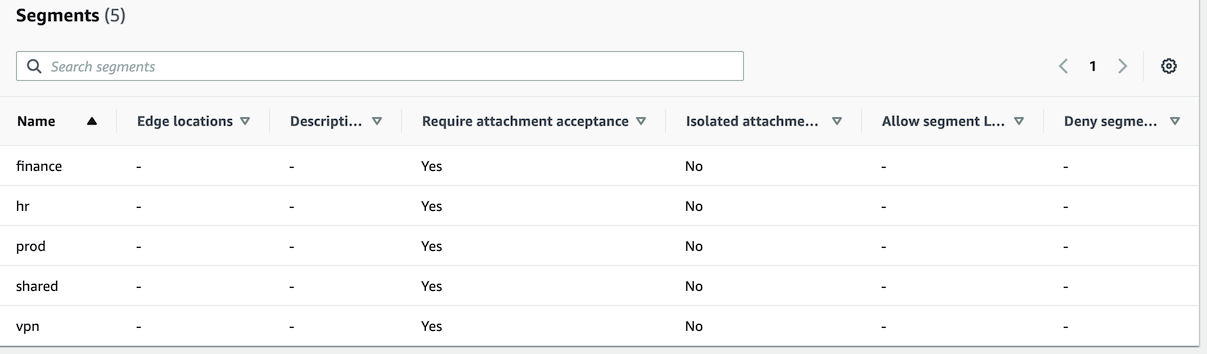 Segments (5)
Search segments
1
Name Edge locations Descripti... Require attachment acceptance Isolated attachme... Allow segment L... Deny segme...
finance - - Yes No - -
hr - - Yes No - -
prod - - Yes No - -
shared - - Yes No - -
vpn - - Yes No - -